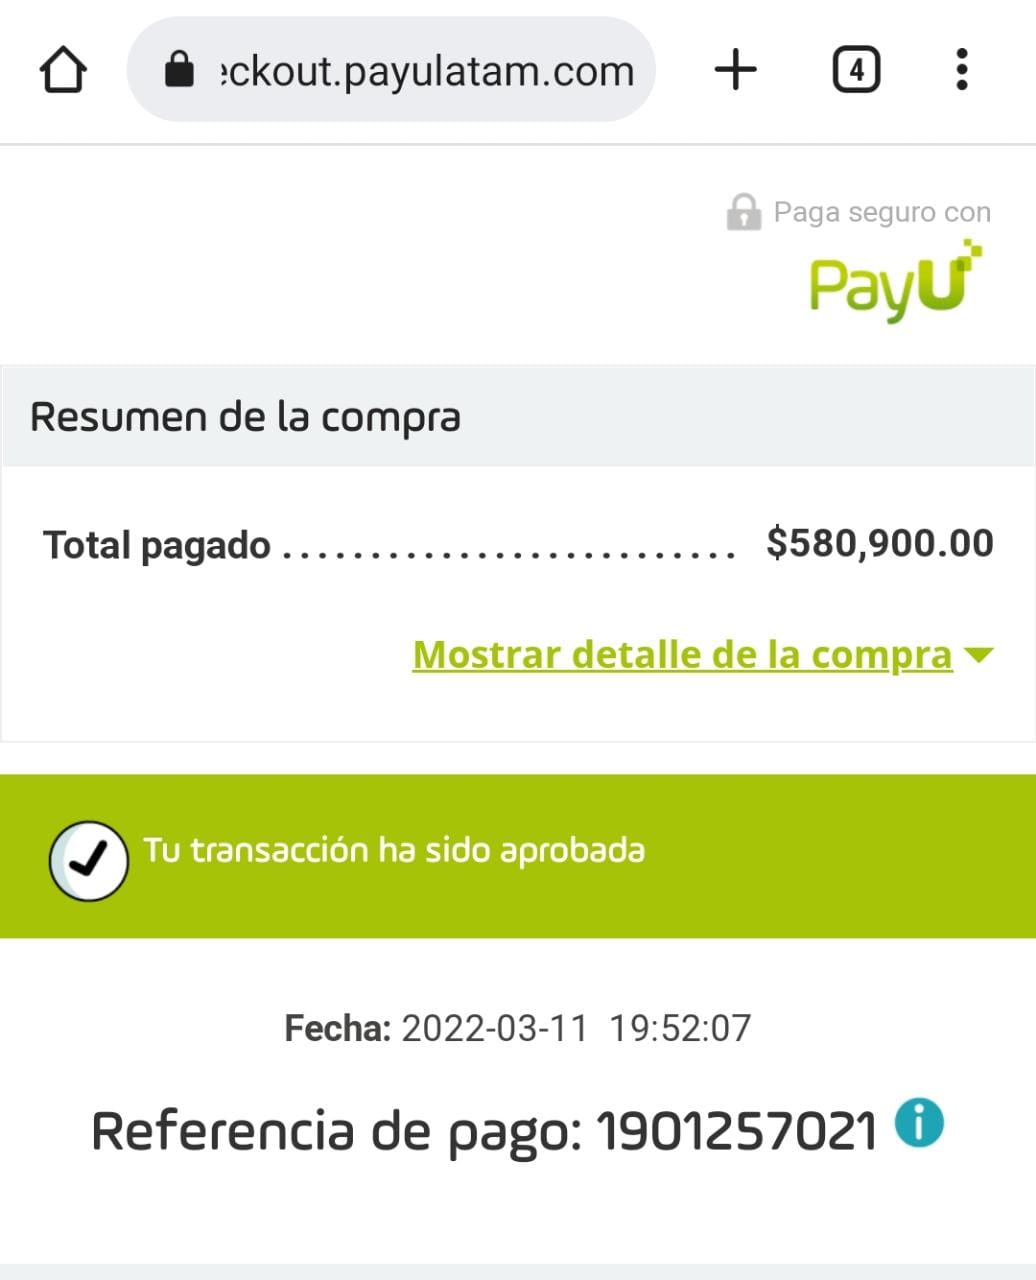 eckout.payulatam.com
4
Paga seguro con
PayU
Resumen de la compra
Total pagado ......................... $580,900.00
Mostrar detalle de la compra
Tu transacción ha sido aprobada
Fecha: 2022-03-11 19:52:07
Referencia de pago: 1901257021